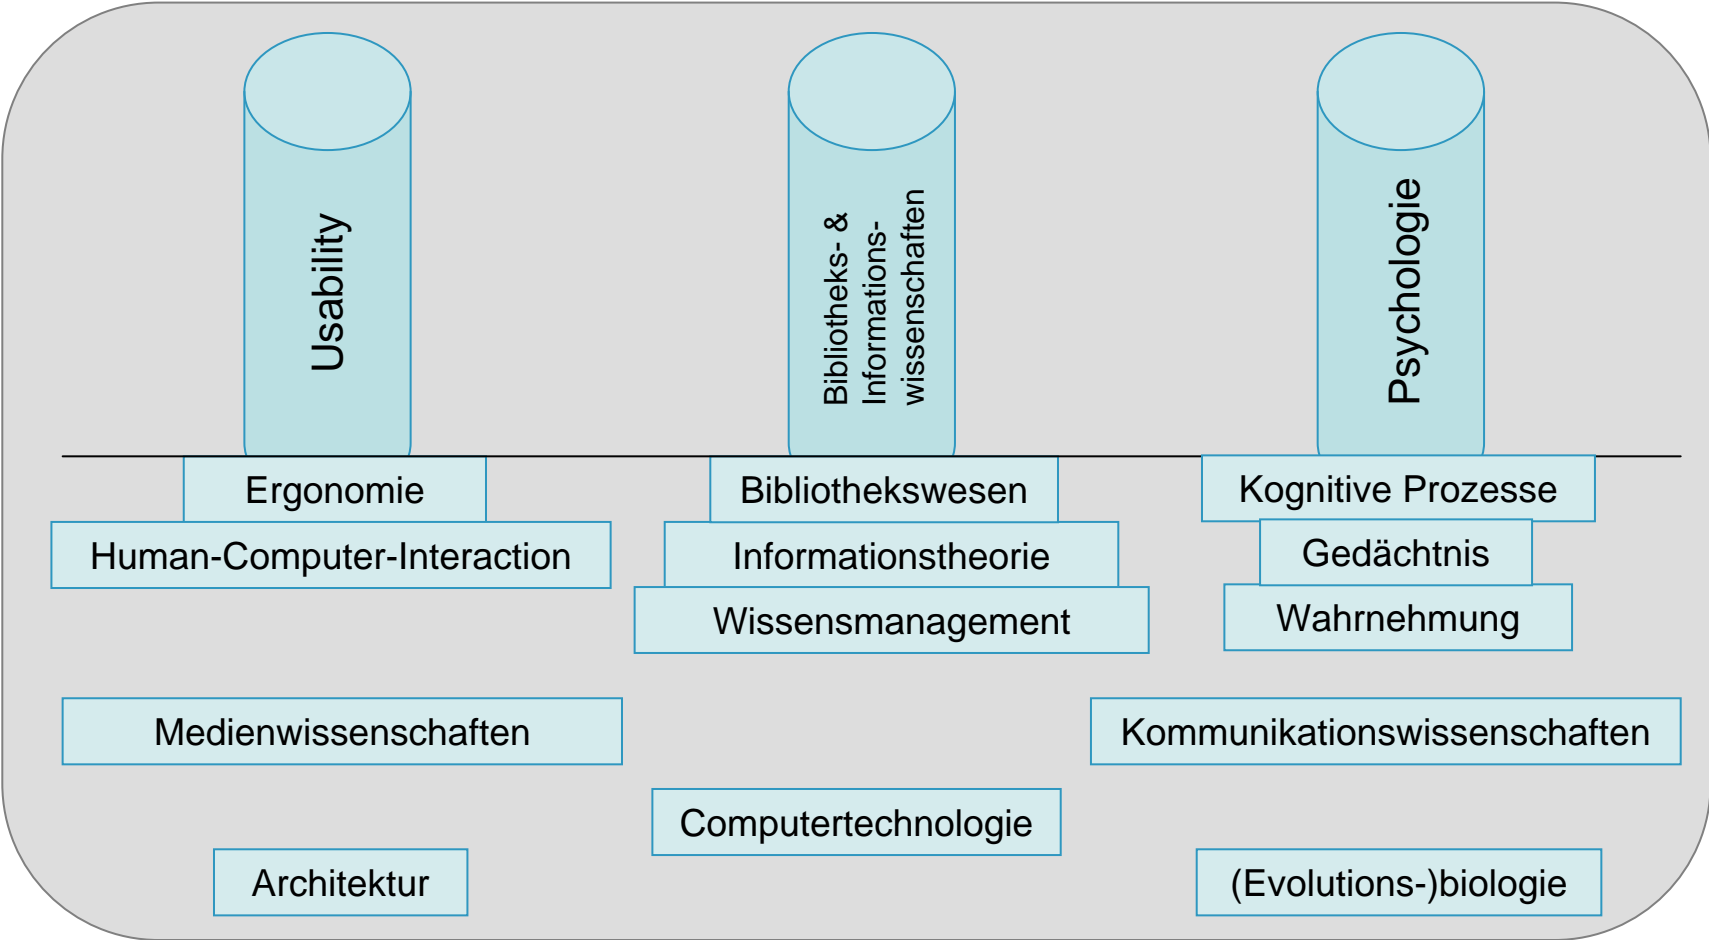 Usability
Bibliotheks- &
Informations-
wissenschaften
Psychologie
Ergonomie
Bibliothekswesen
Kognitive Prozesse
Human-Computer-Interaction
Informationstheorie
Gedächtnis
Wissensmanagement
Wahrnehmung
Medienwissenschaften
Kommunikationswissenschaften
Computertechnologie
Architektur
(Evolutions-)biologie